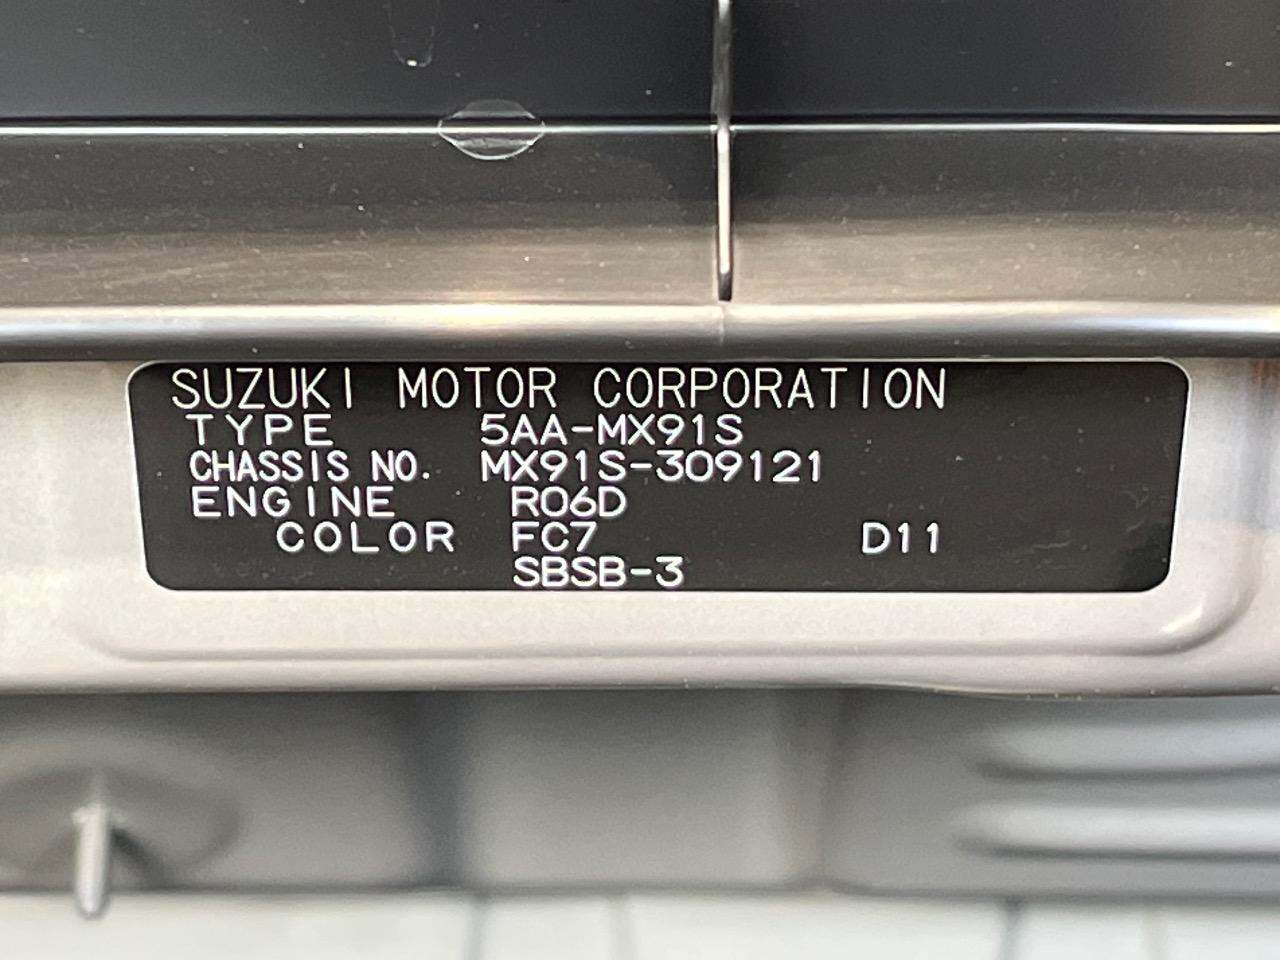 SUZUKI MOTOR CORPORATION
TYPE 5AA-MX91S
CHASSIS NO. MX91S-309121
ENGINE R06D
COLOR FC7 D11
SBSB-3